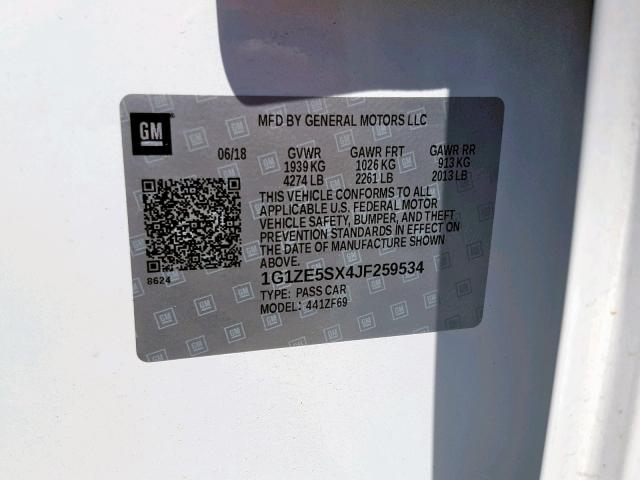 GM
MFD BY GENERAL MOTORS LLC
06/18 GVWR GAWR FRT GAWR RR
1939 KG 1026 KG 913 KG
4274 LB 2261 LB 2013 LB
THIS VEHICLE CONFORMS TO ALL
APPLICABLE U.S. FEDERAL MOTOR
VEHICLE SAFETY, BUMPER, AND THEFT
PREVENTION STANDARDS IN EFFECT ON
THE DATE OF MANUFACTURE SHOWN
ABOVE.
8624
1G1ZE5SX4JF259534
TYPE: PASS CAR
MODEL: 441ZF69